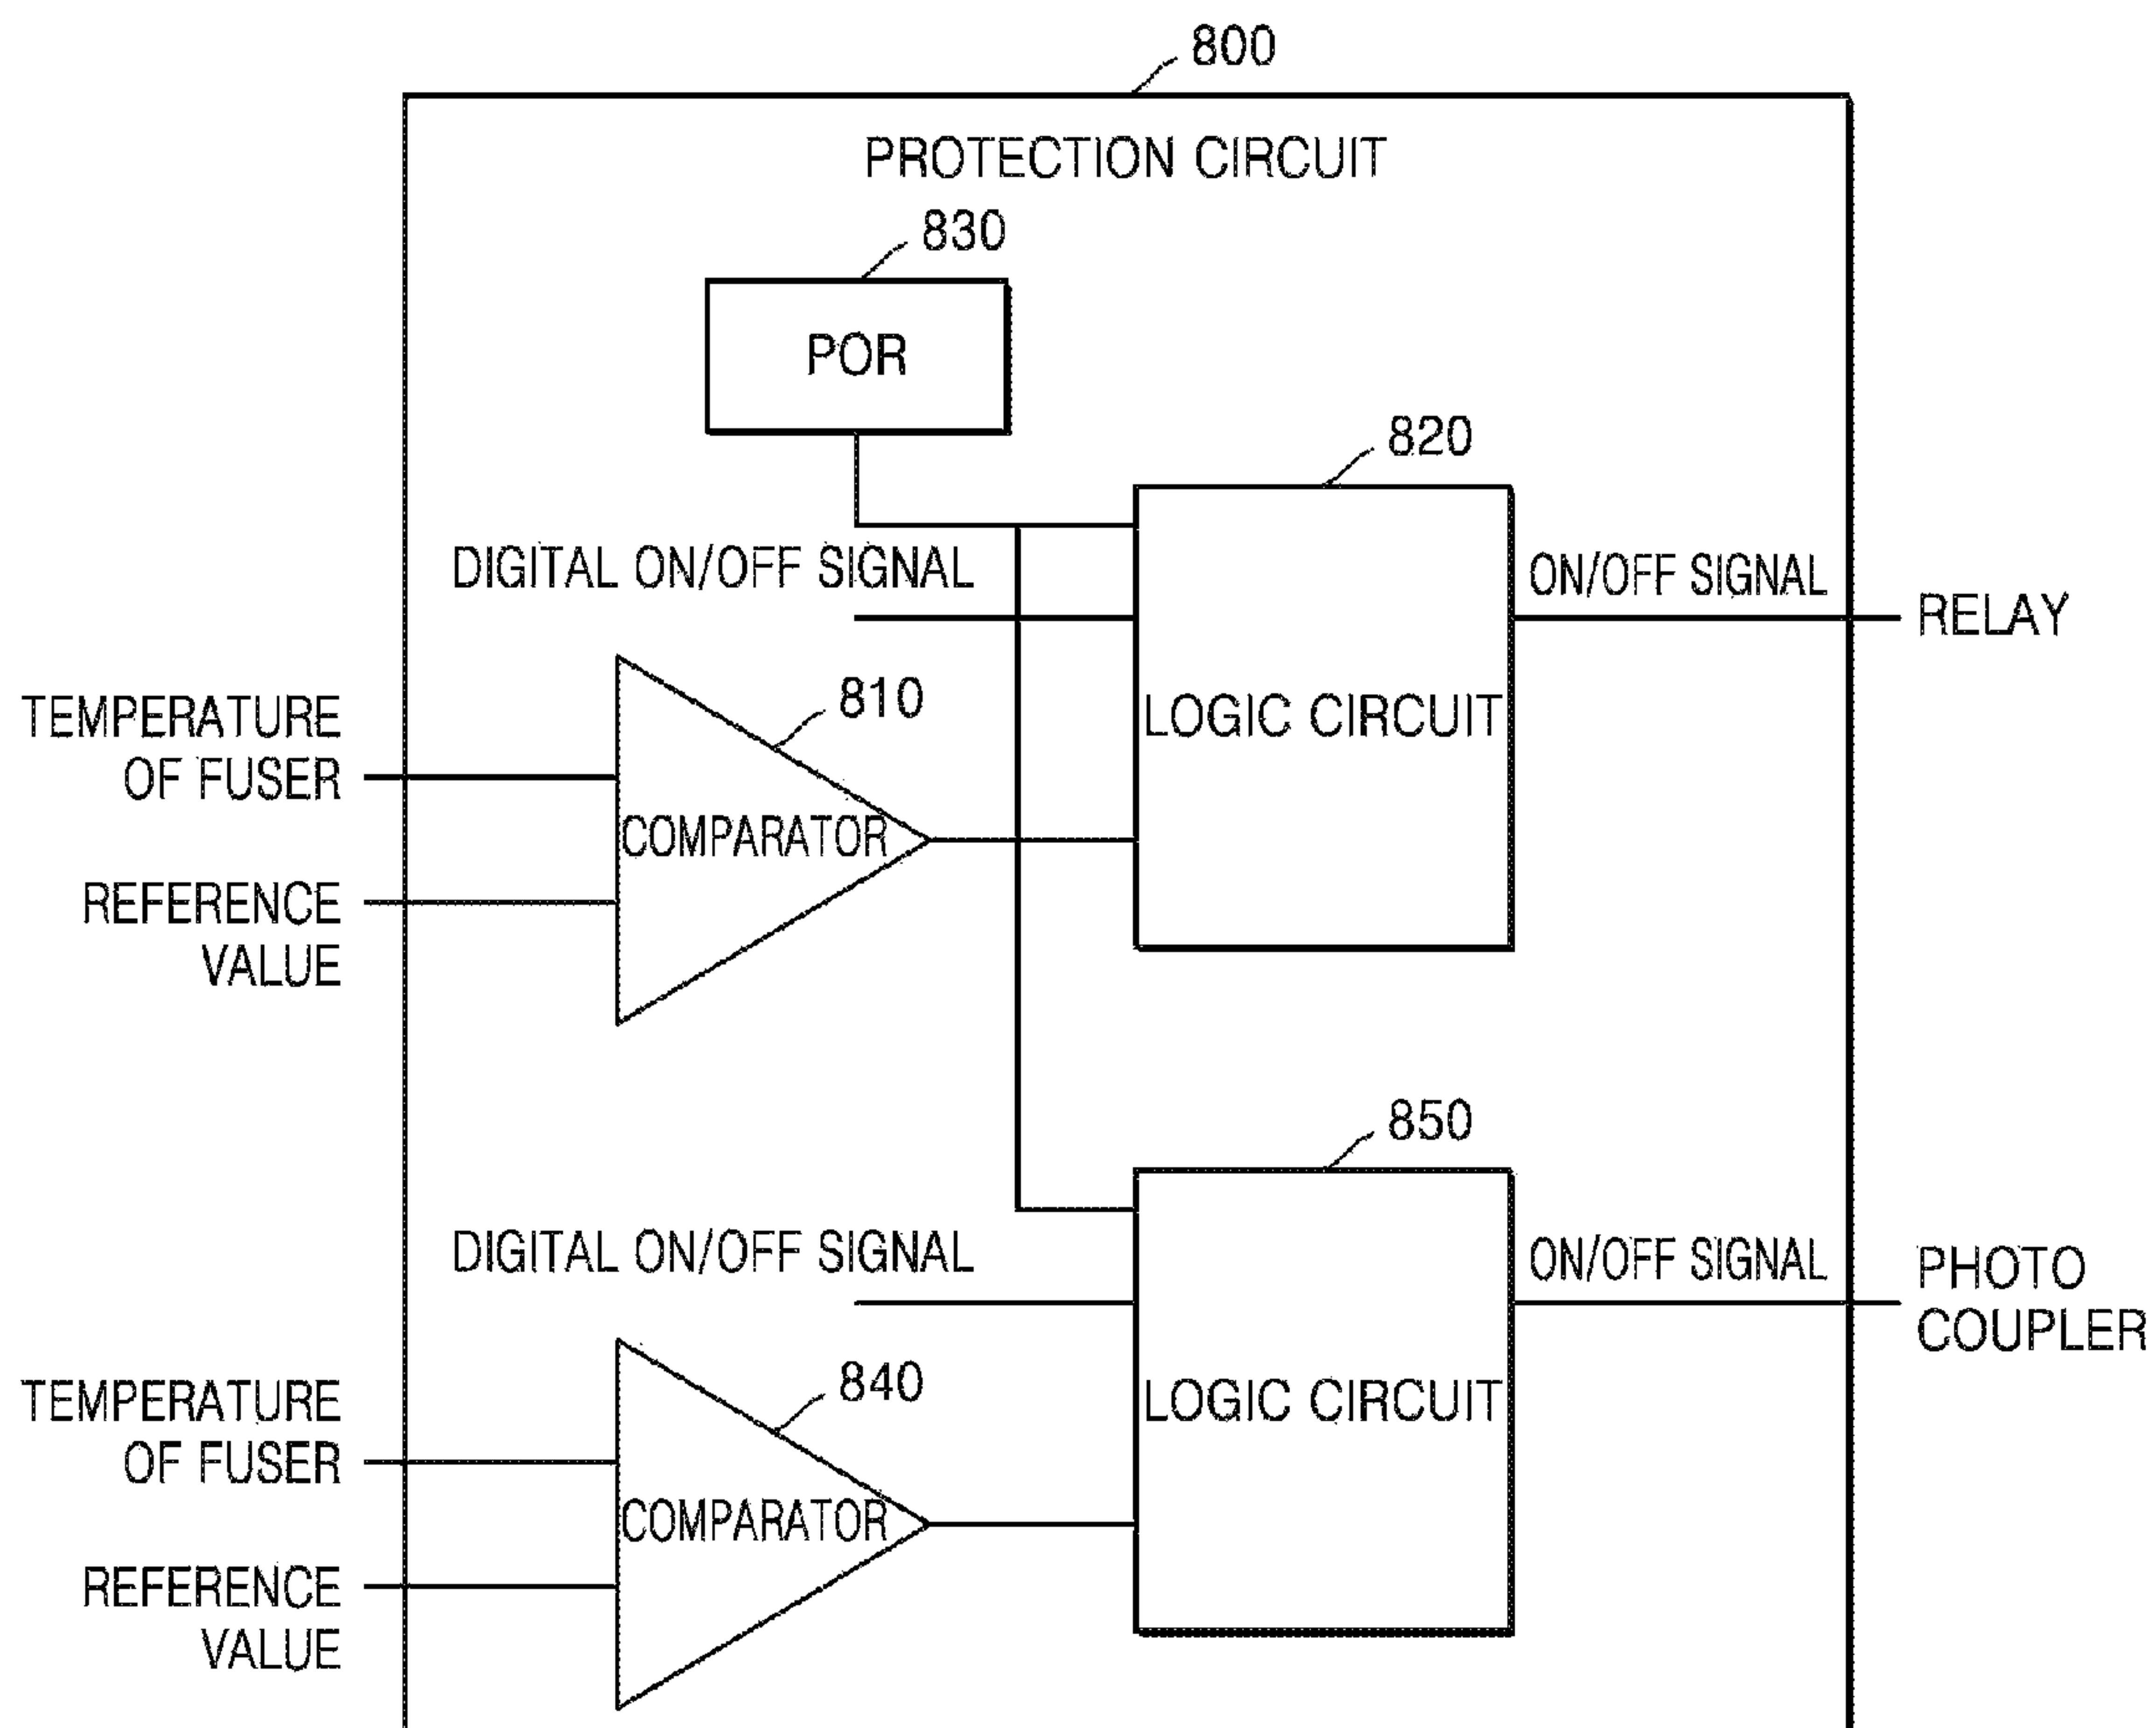 800
PROTECTION CIRCUIT
830
POR
820
DIGITAL ON/OFF SIGNAL
ON/OFF SIGNAL
RELAY
810
TEMPERATURE
OF FUSER
COMPARATOR
LOGIC CIRCUIT
REFERENCE
VALUE
850
DIGITAL ON/OFF SIGNAL
ON/OFF SIGNAL
PHOTO
COUPLER
840
TEMPERATURE
OF FUSER
COMPARATOR
LOGIC CIRCUIT
REFERENCE
VALUE